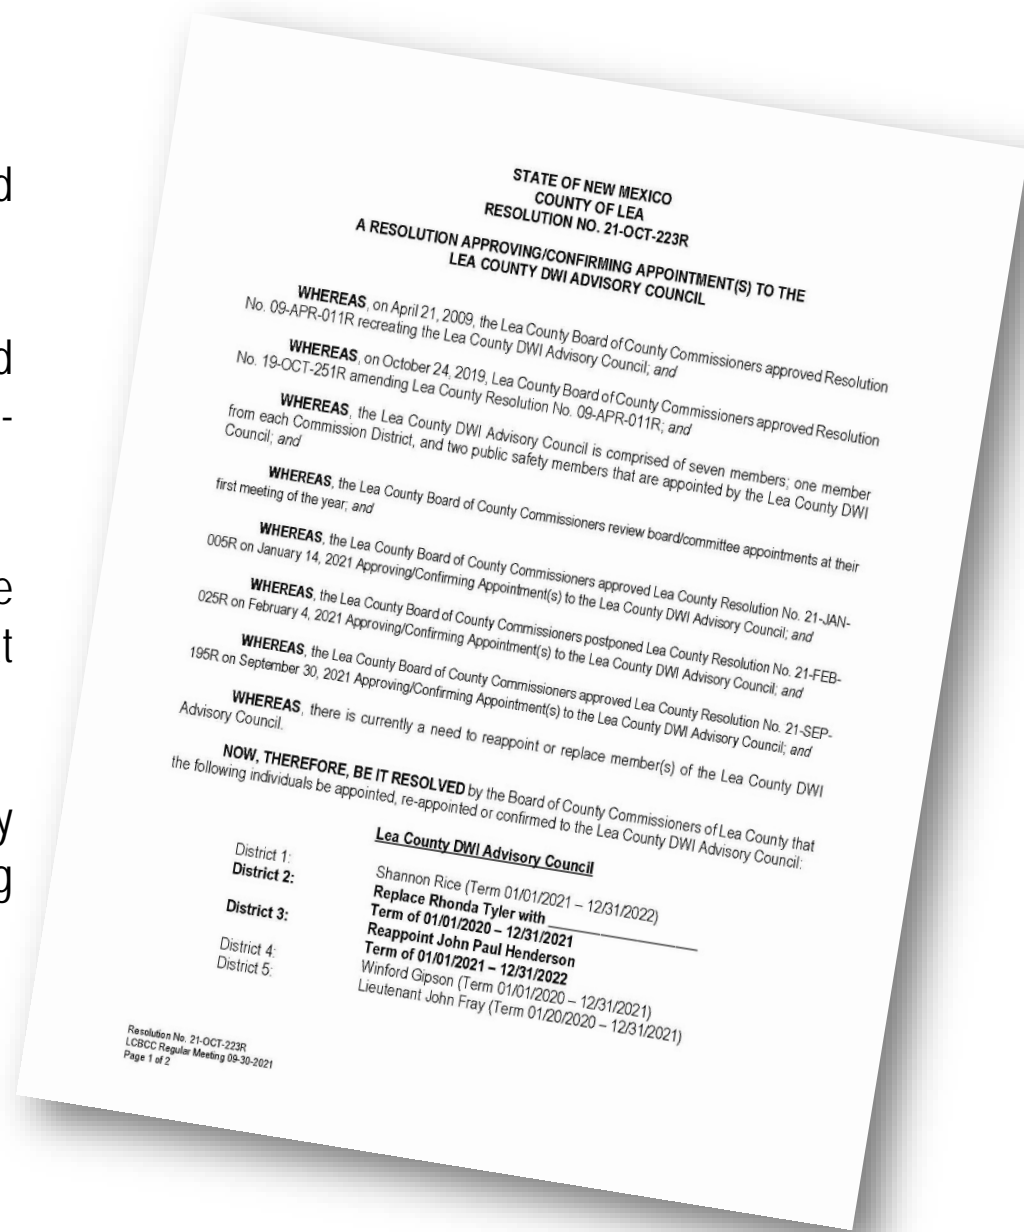 d
d
-
e
t
y
g
STATE OF NEW MEXICO
COUNTY OF LEA
RESOLUTION NO. 21-OCT-223R
A RESOLUTION APPROVING/CONFIRMING APPOINTMENT(S) TO THE
LEA COUNTY DWI ADVISORY COUNCIL
WHEREAS, on April 21, 2009, the Lea County Board of County Commissioners approved Resolution
No. 09-APR-011R recreating the Lea County DWI Advisory Council; and
WHEREAS, on October 24, 2019, Lea County Board of County Commissioners approved Resolution
No. 19-OCT-251R amending Lea County Resolution No. 09-APR-011R; and
WHEREAS, the Lea County DWI Advisory Council is comprised of seven members; one member
from each Commission District, and two public safety members that are appointed by the Lea County DWI
Council; and
WHEREAS, the Lea County Board of County Commissioners review board/committee appointments at their
first meeting of the year; and
WHEREAS, the Lea County Board of County Commissioners approved Lea County Resolution No. 21-JAN-
005R on January 14, 2021 Approving/Confirming Appointment(s) to the Lea County DWI Advisory Council; and
WHEREAS, the Lea County Board of County Commissioners postponed Lea County Resolution No. 21-FEB-
025R on February 4, 2021 Approving/Confirming Appointment(s) to the Lea County DWI Advisory Council; and
WHEREAS, the Lea County Board of County Commissioners approved Lea County Resolution No. 21-SEP-
195R on September 30, 2021 Approving/Confirming Appointment(s) to the Lea County DWI Advisory Council; and
WHEREAS, there is currently a need to reappoint or replace member(s) of the Lea County DWI
Advisory Council.
NOW, THEREFORE, BE IT RESOLVED by the Board of County Commissioners of Lea County that
the following individuals be appointed, re-appointed or confirmed to the Lea County DWI Advisory Council:
Lea County DWI Advisory Council
District 1: Shannon Rice (Term 01/01/2021 – 12/31/2022)
District 2: Replace Rhonda Tyler with ____________________
Term of 01/01/2020 – 12/31/2021
District 3: Reappoint John Paul Henderson
Term of 01/01/2021 – 12/31/2022
District 4: Winford Gipson (Term 01/01/2020 – 12/31/2021)
District 5: Lieutenant John Fray (Term 01/20/2020 – 12/31/2021)
Resolution No. 21-OCT-223R
LCBCC Regular Meeting 09-30-2021
Page 1 of 2